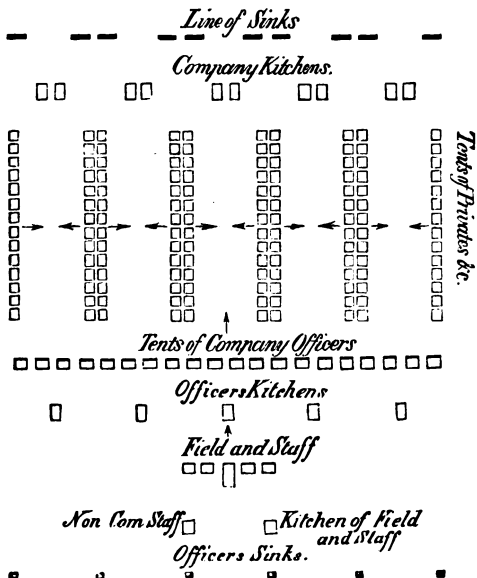 Line of Sinks
Company Kitchens.
Tents of Privates &c.
Tents of Company Officers
Officers Kitchens
Field and Staff
Non Com Staff
Kitchen of Field
and Staff
Officers Sinks.